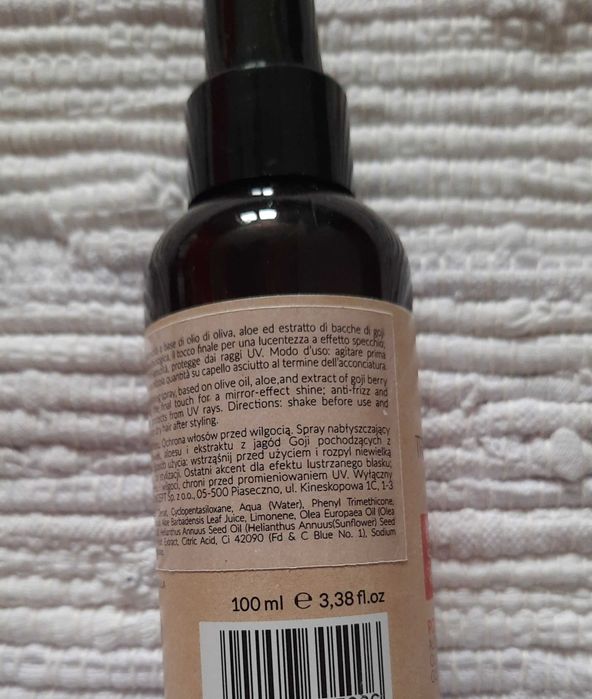 base di olio di oliva, aloe ed estratto di bacche di goji
il tocco finale per una lucentezza a effetto specchio;
protegge dai raggi UV. Modo d'uso: agitare prima
quantità su capello asciutto al termine dell'acconciatura.
spray, based on olive oil, aloe,and extract of goji berry
final touch for a mirror-effect shine; anti-frizz and
from UV rays. Directions: shake before use and
dry hair after styling.
Ochrona włosów przed wilgocią. Spray nabłyszczający
aloesu i ekstraktu z jagód Goji pochodzących z
użycia: wstrząśnij przed użyciem i rozpyl niewielką
stylizacji. Ostatni akcent dla efektu lustrzanego blasku;
wilgoci, chroni przed promieniowaniem UV. Wyłączny
Sp. z o.o., 05-500 Piaseczno, ul. Kineskopowa 1C, 1-3
Cyclopentasiloxane, Aqua (Water), Phenyl Trimethicone,
Aloe Barbadensis Leaf Juice, Limonene, Olea Europaea Oil (Olea
Helianthus Annuus Seed Oil (Helianthus Annuus(Sunflower) Seed
Extract, Citric Acid, Ci 42090 (Fd & C Blue No. 1), Sodium
100 ml ℮ 3,38 fl.oz